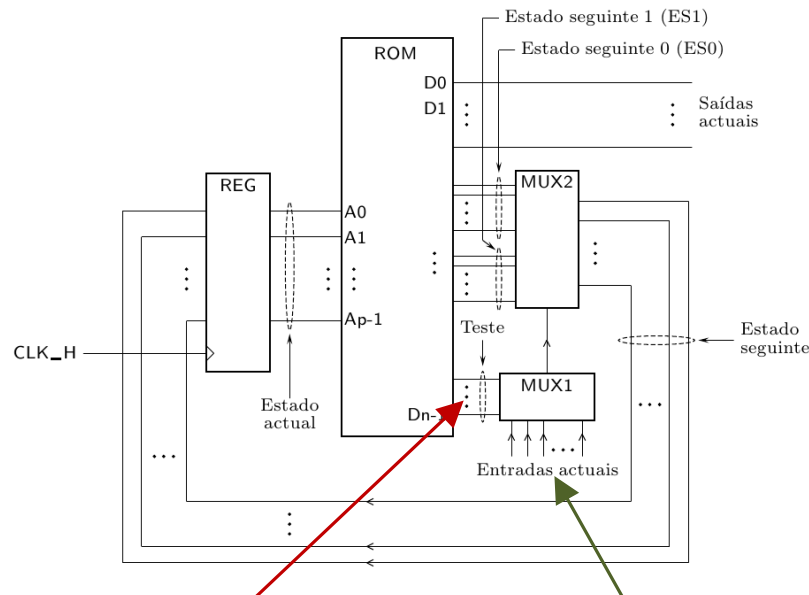 Estado seguinte 1 (ES1)
Estado seguinte 0 (ES0)
ROM
D0
D1
Saídas
actuais
REG
MUX2
A0
A1
Ap-1
Teste
CLK_H
Estado
seguinte
MUX1
Estado
actual
Dn-
Entradas actuais